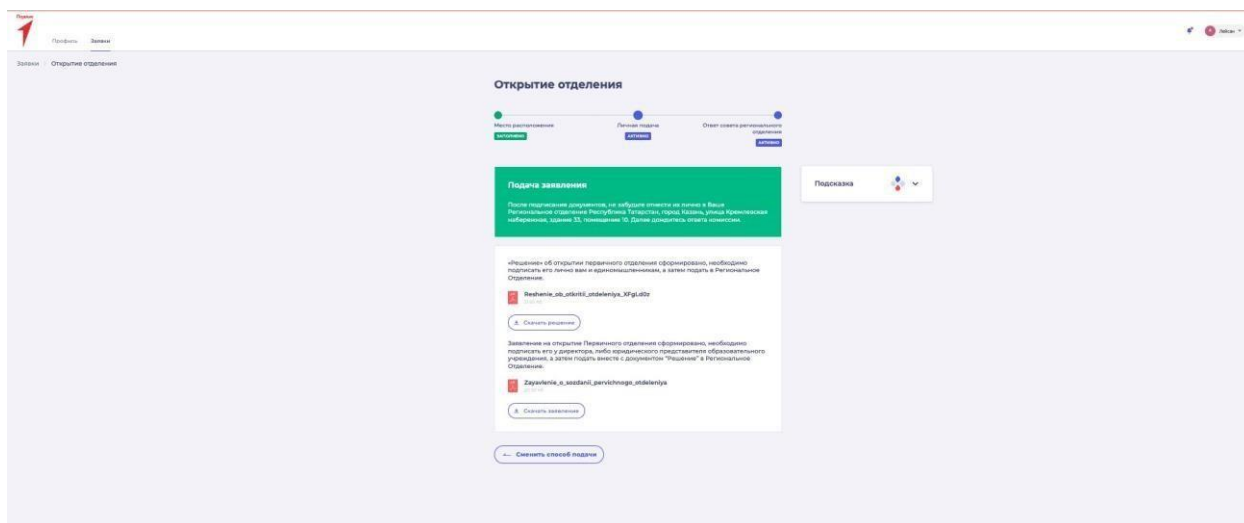 Профиль Заявки
Заявки / Открытие отделения
Открытие отделения
Место расположения
Личная подача
Ответ совета регионального
отделения
ЗАПОЛНЕНО
АКТИВНО
АКТИВНО
Подача заявления
После подписания документов, не забудьте отнести их лично в Ваше
Региональное отделение Республика Татарстан, город Казань, улица Кремлевская
набережная, здание 33, помещение 10. Далее дождитесь ответа комиссии.
Подсказка
«Решение» об открытии первичного отделения сформировано, необходимо
подписать его лично вам и единомышленникам, а затем подать в Региональное
Отделение.
Reshenie_ob_otkritii_otdeleniya_XFgLd0z
Скачать решение
Заявление на открытие Первичного отделения сформировано, необходимо
подписать его у директора, либо юридического представителя образовательного
учреждения, а затем подать вместе с документом "Решение" в Региональное
Отделение.
Zayavlenie_o_sozdanii_pervichnogo_otdeleniya
Скачать заявление
← Сменить способ подачи